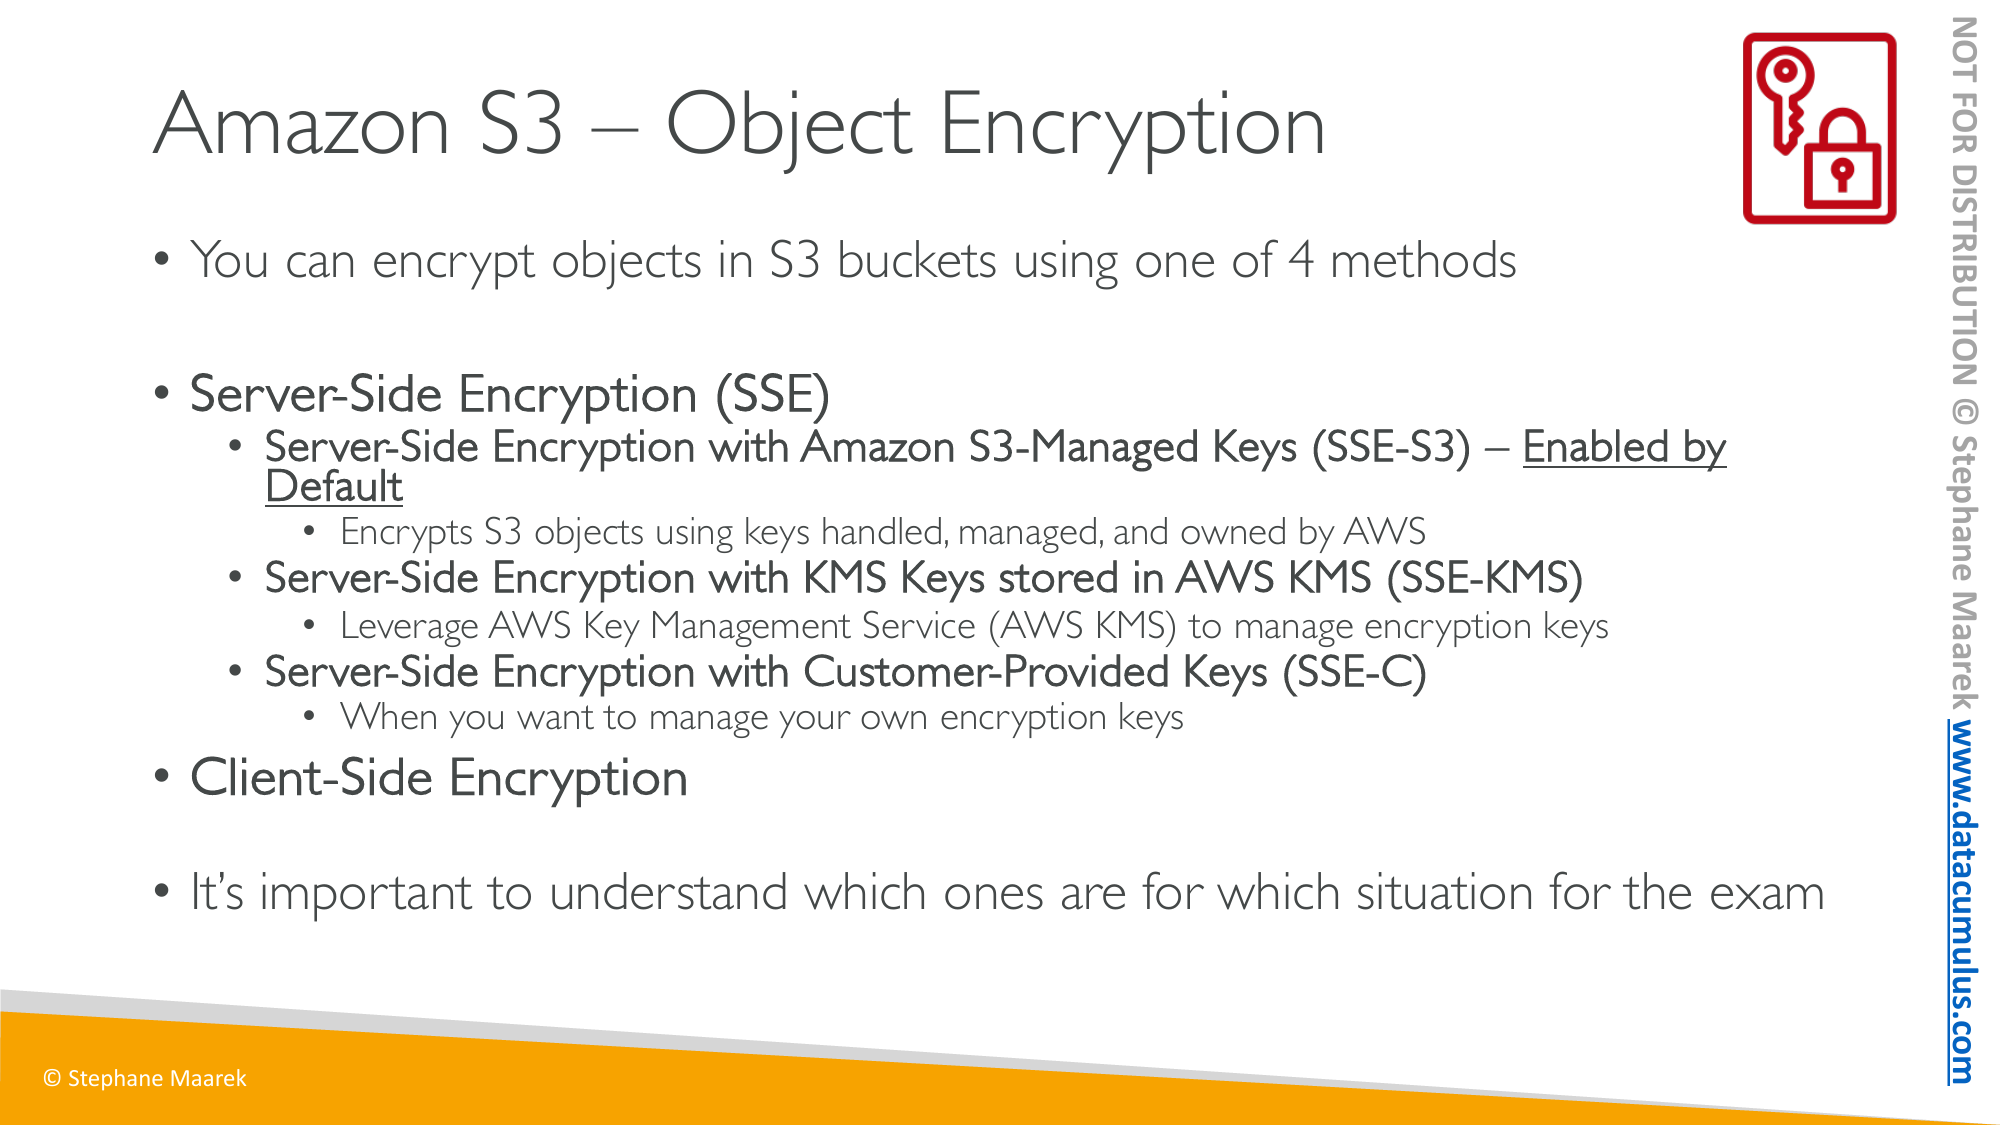 Amazon S3 – Object Encryption
• You can encrypt objects in S3 buckets using one of 4 methods
• Server-Side Encryption (SSE)
• Server-Side Encryption with Amazon S3-Managed Keys (SSE-S3) – Enabled by
Default
• Encrypts S3 objects using keys handled, managed, and owned by AWS
• Server-Side Encryption with KMS Keys stored in AWS KMS (SSE-KMS)
• Leverage AWS Key Management Service (AWS KMS) to manage encryption keys
• Server-Side Encryption with Customer-Provided Keys (SSE-C)
• When you want to manage your own encryption keys
• Client-Side Encryption
• It’s important to understand which ones are for which situation for the exam
© Stephane Maarek
NOT FOR DISTRIBUTION © Stephane Maarek www.datacumulus.com